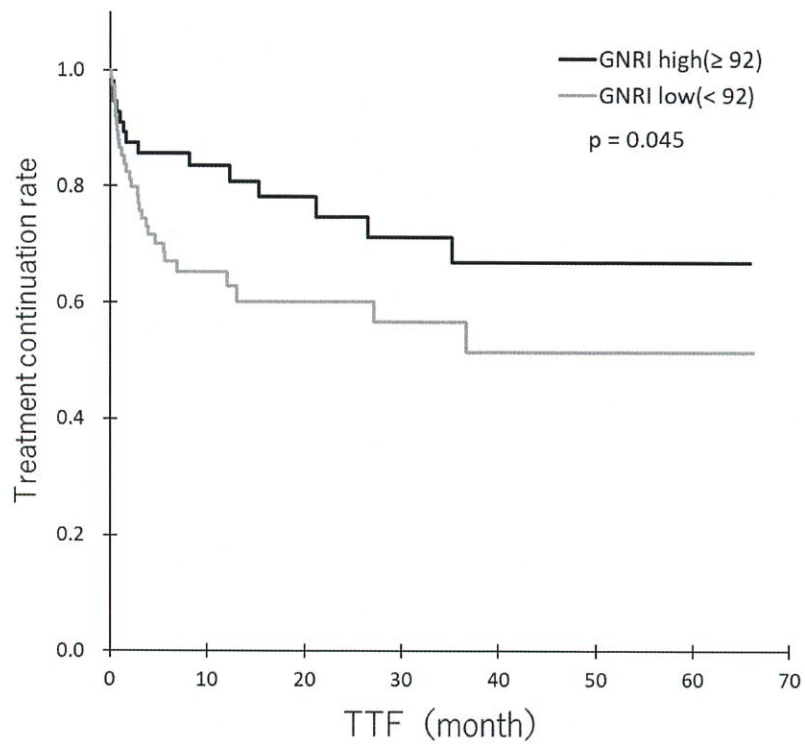 GNRI high(≥ 92)
GNRI low(< 92)
p = 0.045
Treatment continuation rate
1.0
0.8
0.6
0.4
0.2
0.0
0 10 20 30 40 50 60 70
TTF (month)